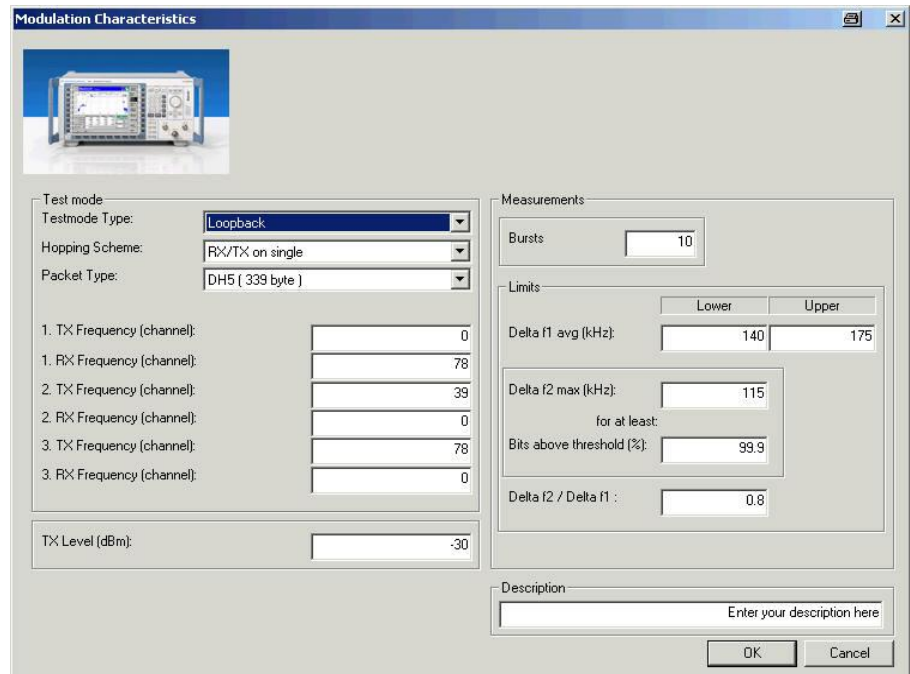 Modulation Characteristics
Test mode
Testmode Type: Loopback
Hopping Scheme: RX/TX on single
Packet Type: DH5 ( 339 byte )
1. TX Frequency (channel): 0
1. RX Frequency (channel): 78
2. TX Frequency (channel): 39
2. RX Frequency (channel): 0
3. TX Frequency (channel): 78
3. RX Frequency (channel): 0
TX Level (dBm): -30
Measurements
Bursts 10
Limits
Lower Upper
Delta f1 avg (kHz): 140 175
Delta f2 max (kHz): 115
for at least:
Bits above threshold (%): 99.9
Delta f2 / Delta f1 : 0.8
Description
Enter your description here
OK Cancel